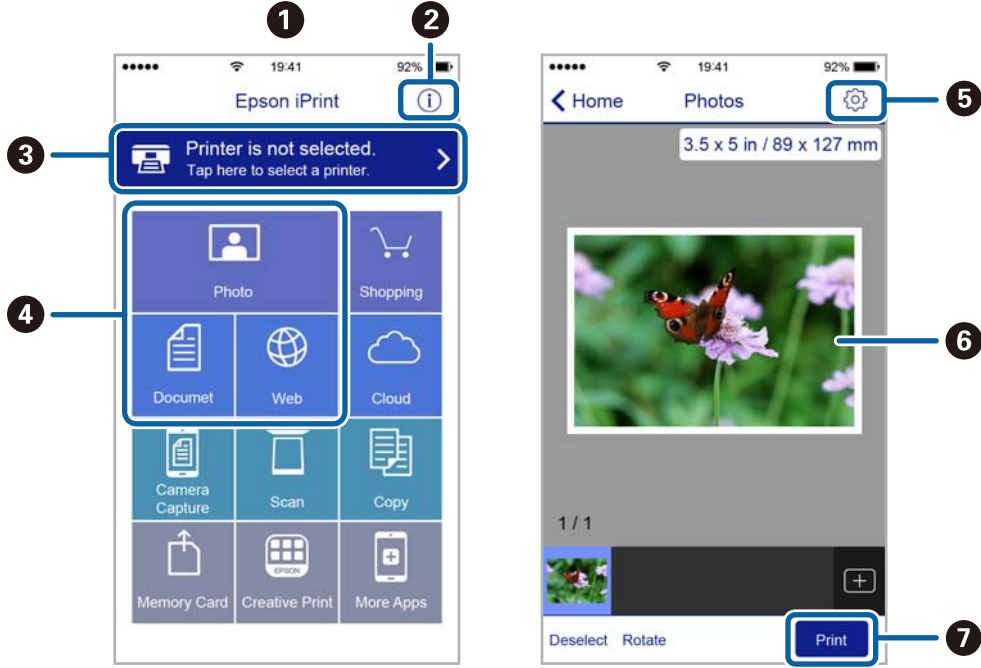 1
2
19:41
92%
Epson iPrint
i
3
Printer is not selected.
Tap here to select a printer.
4
Photo
Shopping
Documet
Web
Cloud
Camera
Capture
Scan
Copy
Memory Card
EPSON
Creative Print
More Apps
19:41
92%
Home
Photos
5
3.5 x 5 in / 89 x 127 mm
6
1 / 1
Deselect
Rotate
Print
7